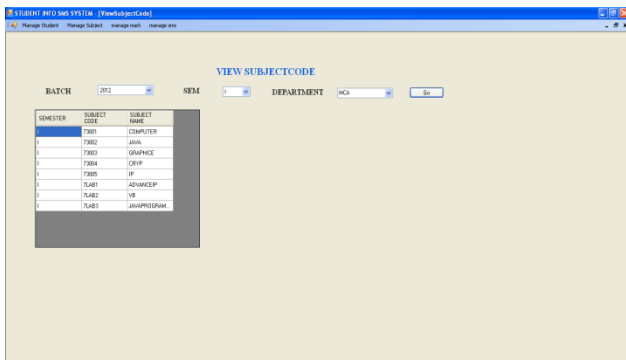 STUDENT INFO SMS SYSTEM - [ViewSubjectCode]
Manage Student Manage Subject manage mark manage sms
VIEW SUBJECTCODE
BATCH 2012 SEM I DEPARTMENT MCA Go
SEMESTER SUBJECT CODE SUBJECT NAME
I 73001 COMPUTER
I 73002 JAVA
I 73003 GRAPHICE
I 73004 CRYP
I 73005 IP
I 7LAB1 ADVANCEIP
I 7LAB2 VB
I 7LAB3 JAVAPROGRAM...